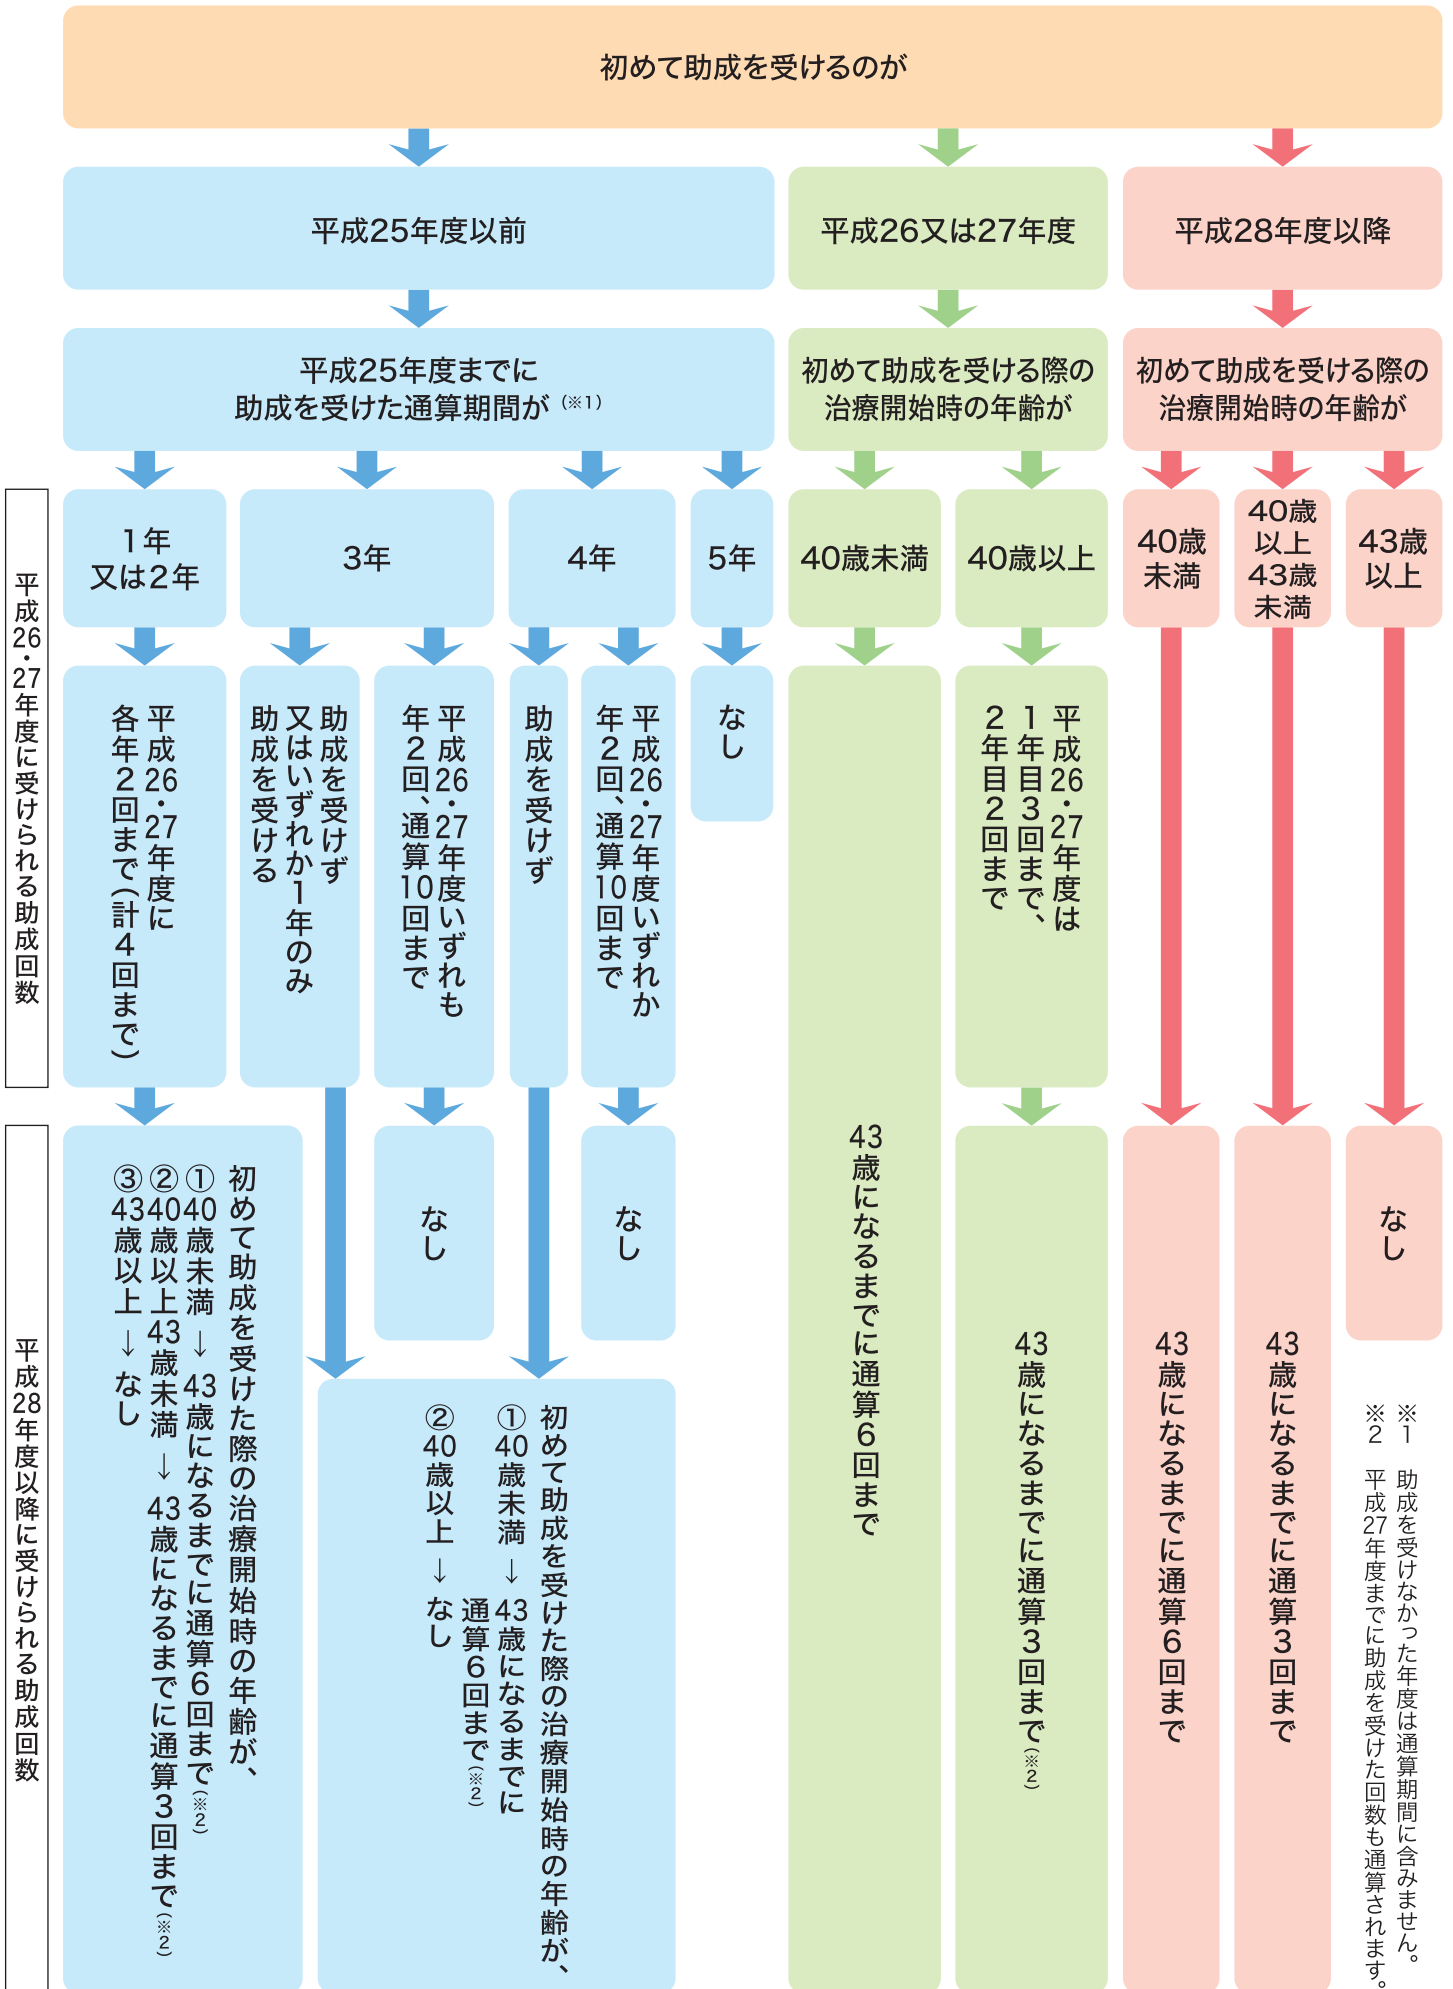 初めて助成を受けるのが
平成25年度以前
平成26又は27年度
平成28年度以降
平成25年度までに
助成を受けた通算期間が（※1）
初めて助成を受ける際の
治療開始時の年齢が
初めて助成を受ける際の
治療開始時の年齢が
平成26・27年度に受けられる助成回数
1年
又は2年
3年
4年
5年
40歳未満
40歳以上
40歳
未満
40歳
以上
43歳
未満
43歳
以上
平成26・27年度に
各年2回まで（計4回まで）
助成を受けず
又はいずれか1年のみ
助成を受ける
平成26・27年度いずれも
年2回、通算10回まで
助成を受けず
平成26・27年度いずれか
年2回、通算10回まで
なし
平成26・27年度は
1年目3回まで、
2年目2回まで
平成28年度以降に受けられる助成回数
初めて助成を受けた際の治療開始時の年齢が、
①40歳未満→43歳になるまでに通算6回まで（※2）
②40歳以上43歳未満→43歳になるまでに通算3回まで（※2）
③43歳以上→なし
なし
なし
初めて助成を受けた際の治療開始時の年齢が、
①40歳未満→43歳になるまでに
通算6回まで（※2）
②40歳以上→なし
43歳になるまでに通算6回まで
43歳になるまでに通算3回まで（※2）
43歳になるまでに通算6回まで
43歳になるまでに通算3回まで
なし
※1 助成を受けなかった年度は通算期間に含みません。
※2 平成27年度までに助成を受けた回数も通算されます。